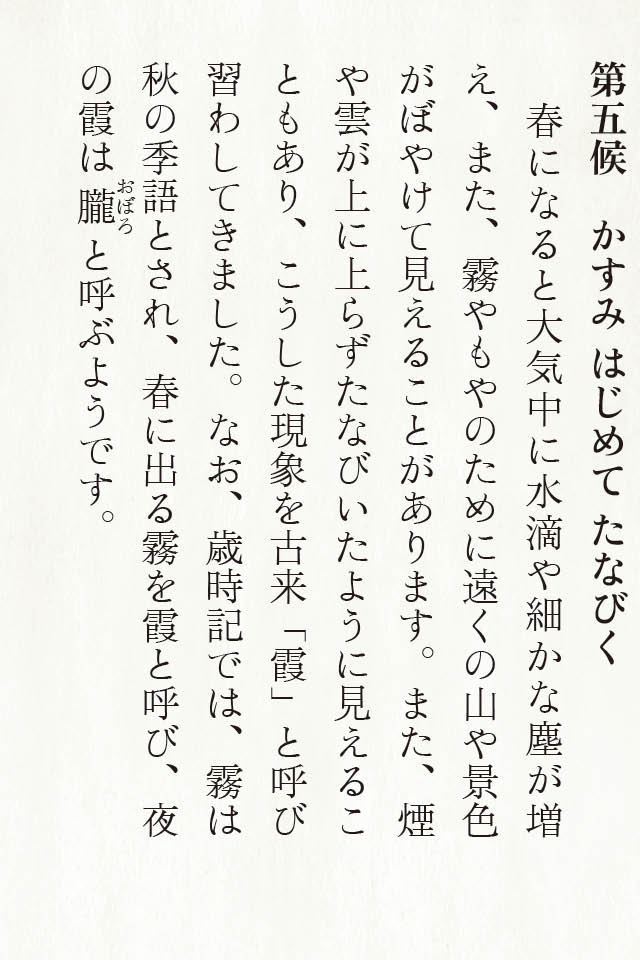 第五候　かすみ はじめて たなびく
春になると大気中に水滴や細かな塵が増
え、また、霧やもやのために遠くの山や景色
がぼやけて見えることがあります。また、煙
や雲が上に上らずたなびいたように見えるこ
ともあり、こうした現象を古来「霞」と呼び
習わしてきました。なお、歳時記では、霧は
秋の季語とされ、春に出る霧を霞と呼び、夜
の霞は朧おぼろと呼ぶようです。